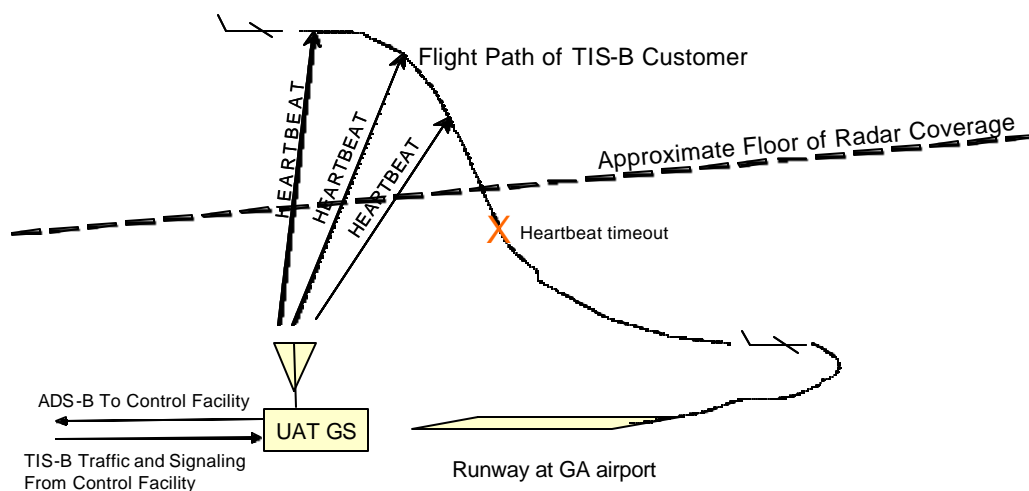 Flight Path of TIS-B Customer
HEARTBEAT
HEARTBEAT
HEARTBEAT
Approximate Floor of Radar Coverage
X Heartbeat timeout
ADS-B To Control Facility
UAT GS
TIS-B Traffic and Signaling
From Control Facility
Runway at GA airport